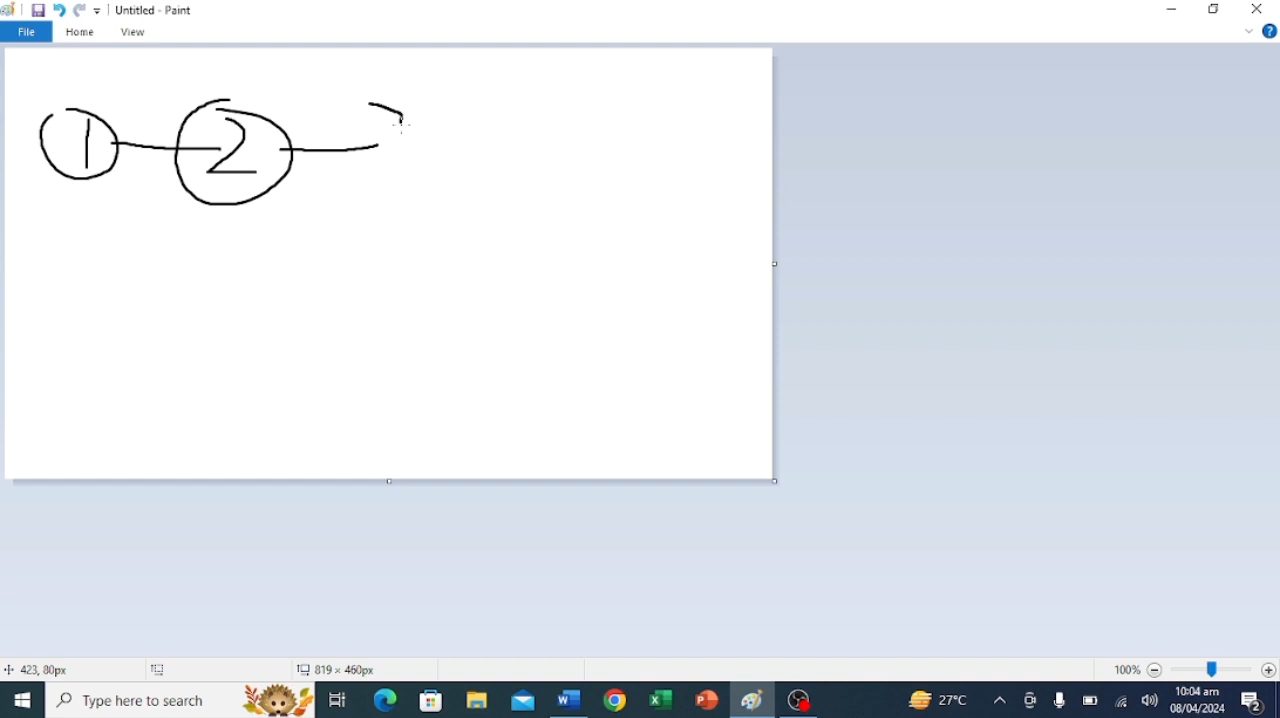 Untitled - Paint
File Home View
1 2
423, 80px 819 × 460px 100%
Type here to search 27°C 10:04 am
08/04/2024 2